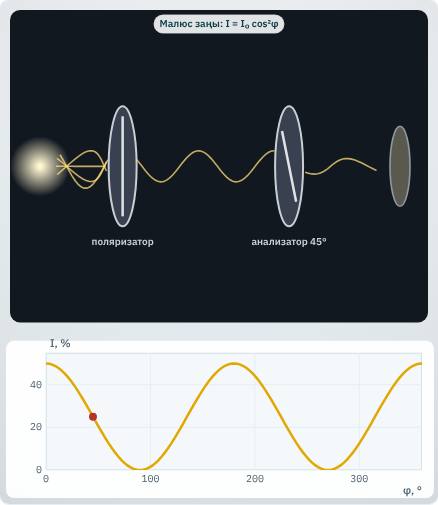 Малюс заңы: I = I₀ cos²φ
поляризатор
анализатор 45°
I, %
40
20
0
0 100 200 300
φ, °